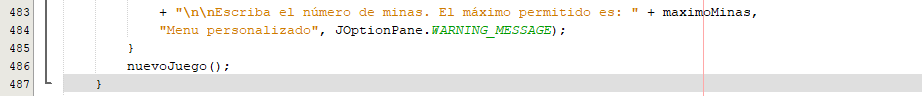 483 + "\n\nEscriba el número de minas. El máximo permitido es: " + maximoMinas,
484 "Menu personalizado", JOptionPane.WARNING_MESSAGE);
485 }
486 nuevoJuego();
487 }